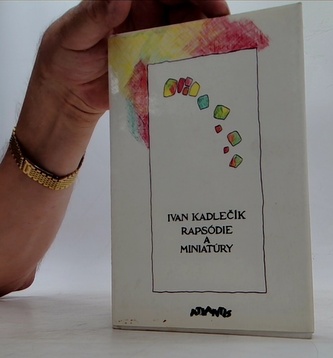 IVAN KADLEČÍK
RAPSÓDIE
A
MINIATÚRY
ATLANTIS